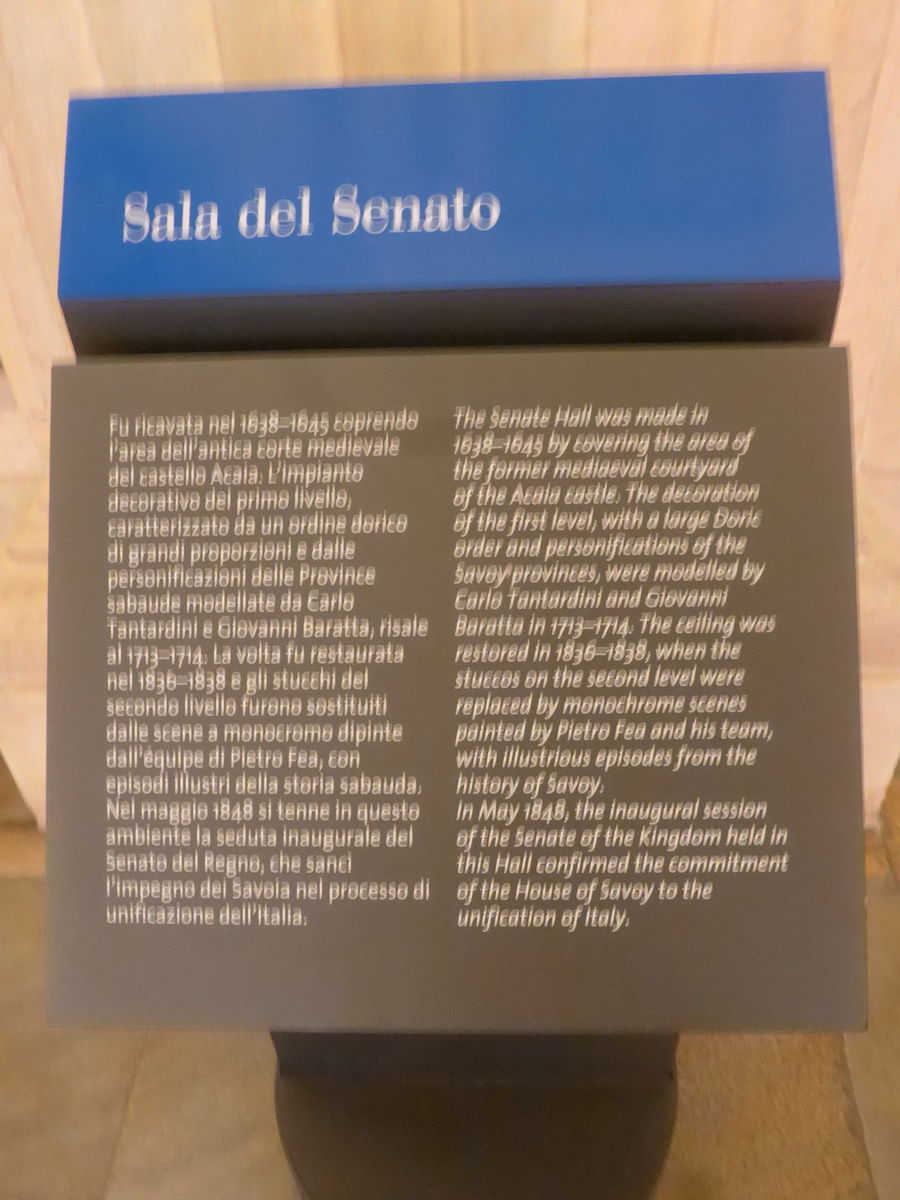 Sala del Senato
Fu ricavata nel 1638–1645 coprendo
l'area dell'antica corte medievale
del castello Acaia. L'impianto
decorativo del primo livello,
caratterizzato da un ordine dorico
di grandi proporzioni e dalle
personificazioni delle Province
sabaude modellate da Carlo
Tantardini e Giovanni Baratta, risale
al 1713–1714. La volta fu restaurata
nel 1836–1838 e gli stucchi del
secondo livello furono sostituiti
dalle scene a monocromo dipinte
dall'équipe di Pietro Fea, con
episodi illustri della storia sabauda.
Nel maggio 1848 si tenne in questo
ambiente la seduta inaugurale del
Senato del Regno, che sancì
l'impegno dei Savoia nel processo di
unificazione dell'Italia.
The Senate Hall was made in
1638–1645 by covering the area of
the former mediaeval courtyard
of the Acaia castle. The decoration
of the first level, with a large Doric
order and personifications of the
Savoy provinces, were modelled by
Carlo Tantardini and Giovanni
Baratta in 1713–1714. The ceiling was
restored in 1836–1838, when the
stuccos on the second level were
replaced by monochrome scenes
painted by Pietro Fea and his team,
with illustrious episodes from the
history of Savoy.
In May 1848, the inaugural session
of the Senate of the Kingdom held in
this Hall confirmed the commitment
of the House of Savoy to the
unification of Italy.